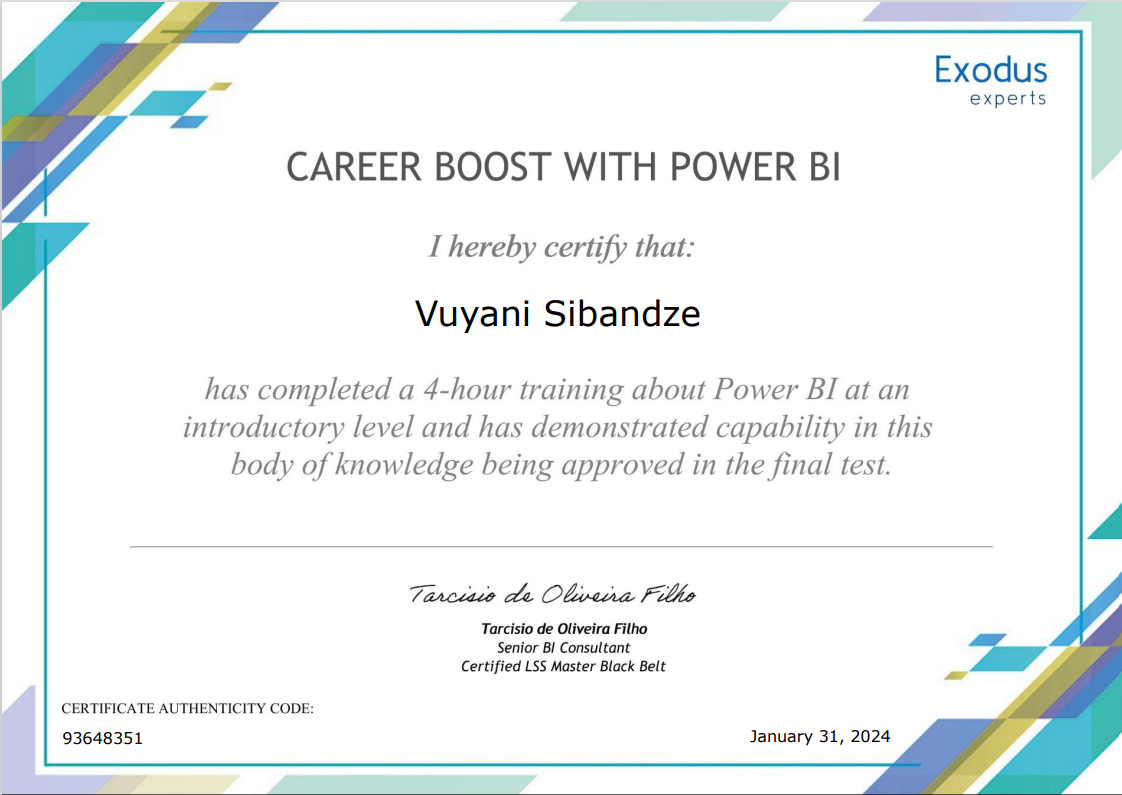 Exodus
experts
CAREER BOOST WITH POWER BI
I hereby certify that:
Vuyani Sibandze
has completed a 4-hour training about Power BI at an
introductory level and has demonstrated capability in this
body of knowledge being approved in the final test.
Tarcisio de Oliveira Filho
Tarcisio de Oliveira Filho
Senior BI Consultant
Certified LSS Master Black Belt
CERTIFICATE AUTHENTICITY CODE:
93648351
January 31, 2024